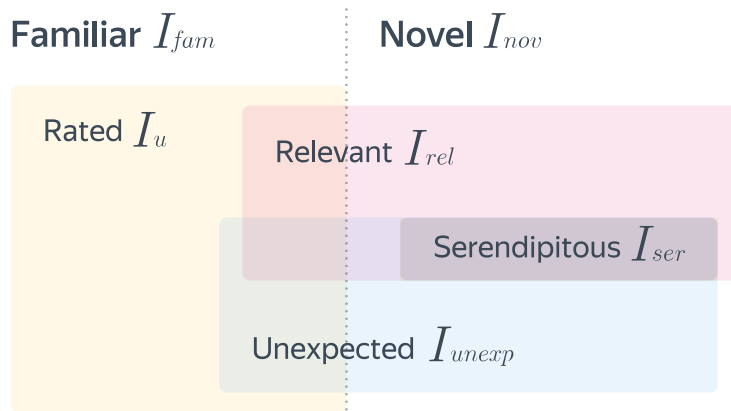 Familiar I_fam
Novel I_nov
Rated I_u
Relevant I_rel
Serendipitous I_ser
Unexpected I_unexp